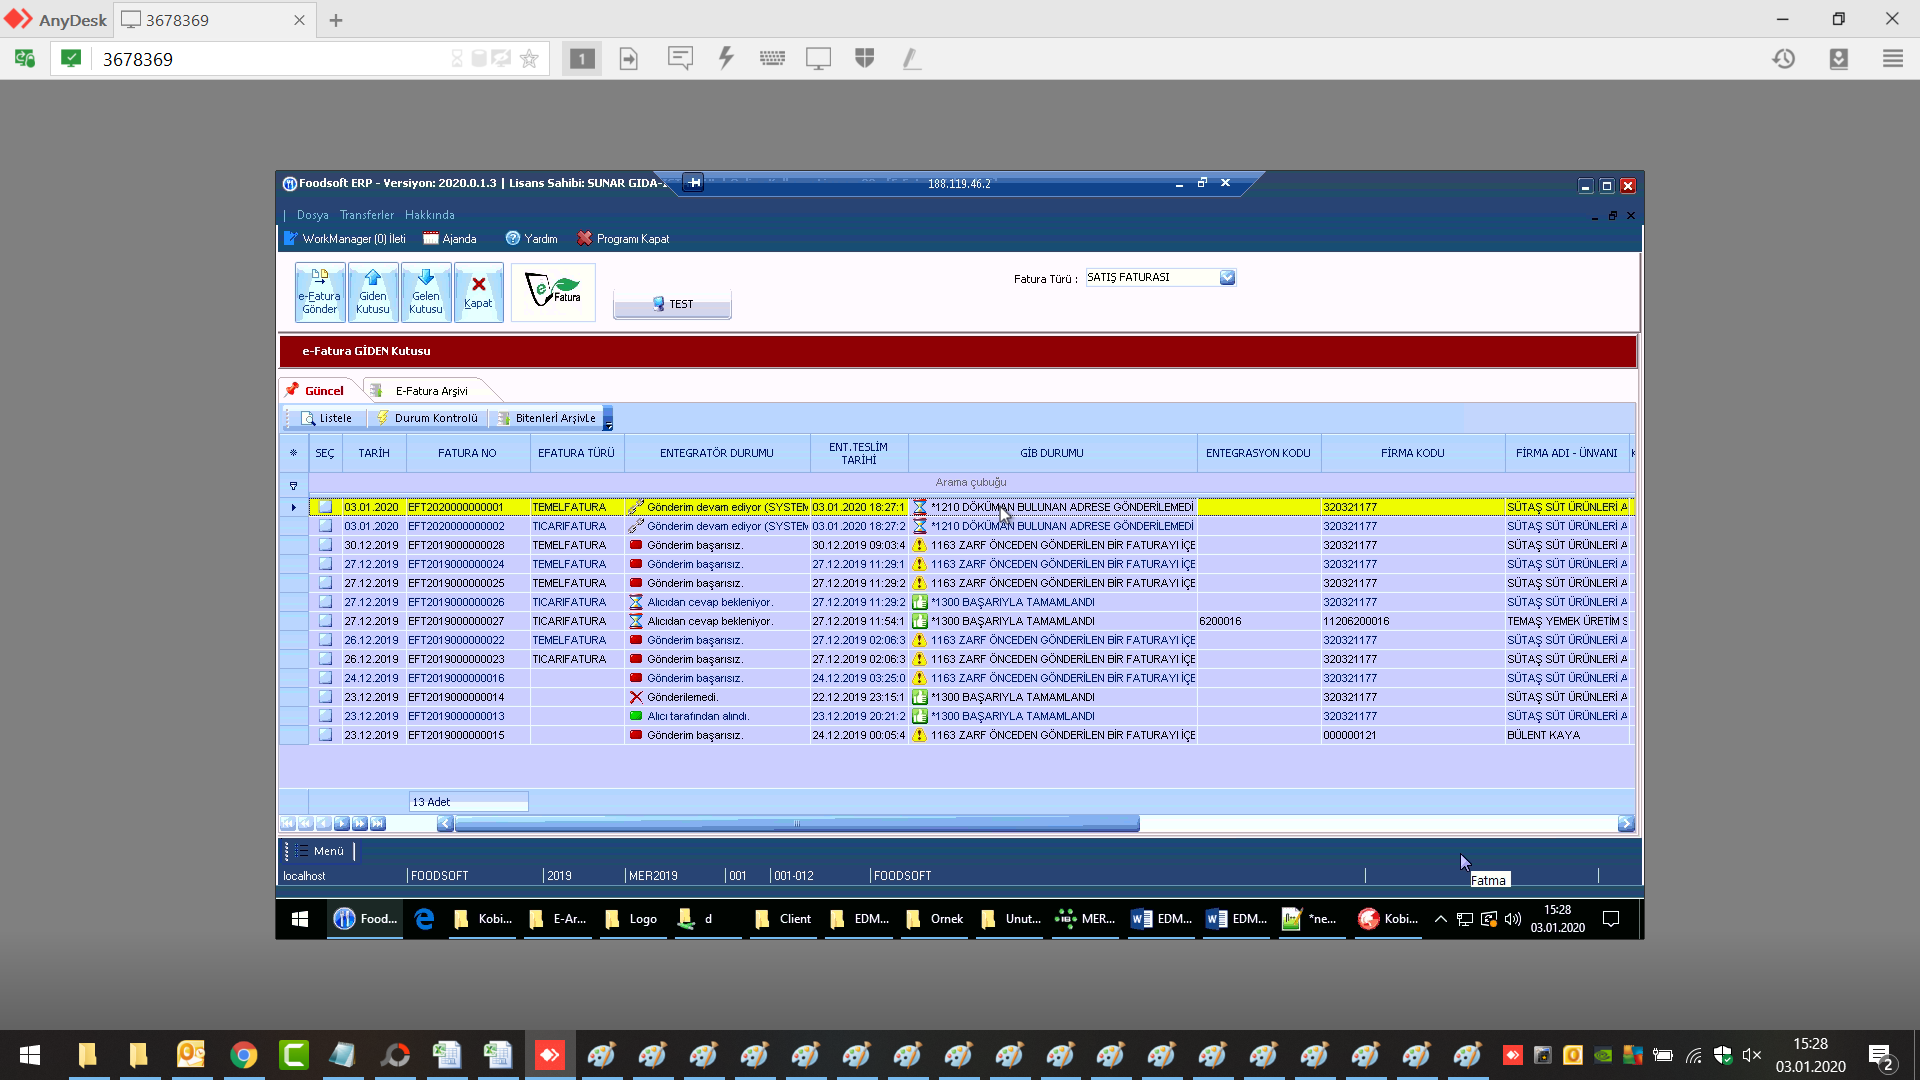 AnyDesk
3678369
3678369
1
Foodsoft ERP - Versiyon: 2020.0.1.3 | Lisans Sahibi: SUNAR GIDA-
188.119.46.2
Dosya Transferler Hakkında
WorkManager (0) İleti Ajanda Yardım Programı Kapat
e-Fatura Gönder
Giden Kutusu
Gelen Kutusu
Kapat
e Fatura
TEST
Fatura Türü : SATIŞ FATURASI
e-Fatura GİDEN Kutusu
Güncel E-Fatura Arşivi
Listele Durum Kontrolü Bitenleri ArşivLe
SEÇ TARİH FATURA NO EFATURA TÜRÜ ENTEGRATÖR DURUMU ENT.TESLİM TARİHİ GİB DURUMU ENTEGRASYON KODU FİRMA KODU FİRMA ADI - ÜNVANI K
Arama çubuğu
03.01.2020 EFT2020000000001 TEMELFATURA Gönderim devam ediyor (SYSTEM 03.01.2020 18:27:1 *1210 DÖKÜMAN BULUNAN ADRESE GÖNDERİLEMEDİ 320321177 SÜTAŞ SÜT ÜRÜNLERİ A
03.01.2020 EFT2020000000002 TICARIFATURA Gönderim devam ediyor (SYSTEM 03.01.2020 18:27:2 *1210 DÖKÜMAN BULUNAN ADRESE GÖNDERİLEMEDİ 320321177 SÜTAŞ SÜT ÜRÜNLERİ A
30.12.2019 EFT2019000000028 TEMELFATURA Gönderim başarısız. 30.12.2019 09:03:4 1163 ZARF ÖNCEDEN GÖNDERİLEN BİR FATURAYI İÇE 320321177 SÜTAŞ SÜT ÜRÜNLERİ A
27.12.2019 EFT2019000000024 TEMELFATURA Gönderim başarısız. 27.12.2019 11:29:1 1163 ZARF ÖNCEDEN GÖNDERİLEN BİR FATURAYI İÇE 320321177 SÜTAŞ SÜT ÜRÜNLERİ A
27.12.2019 EFT2019000000025 TEMELFATURA Gönderim başarısız. 27.12.2019 11:29:2 1163 ZARF ÖNCEDEN GÖNDERİLEN BİR FATURAYI İÇE 320321177 SÜTAŞ SÜT ÜRÜNLERİ A
27.12.2019 EFT2019000000026 TICARIFATURA Alıcıdan cevap bekleniyor. 27.12.2019 11:29:2 *1300 BAŞARIYLA TAMAMLANDI 320321177 SÜTAŞ SÜT ÜRÜNLERİ A
27.12.2019 EFT2019000000027 TICARIFATURA Alıcıdan cevap bekleniyor. 27.12.2019 11:54:1 *1300 BAŞARIYLA TAMAMLANDI 6200016 11206200016 TEMAŞ YEMEK ÜRETİM S
26.12.2019 EFT2019000000022 TEMELFATURA Gönderim başarısız. 27.12.2019 02:06:3 1163 ZARF ÖNCEDEN GÖNDERİLEN BİR FATURAYI İÇE 320321177 SÜTAŞ SÜT ÜRÜNLERİ A
26.12.2019 EFT2019000000023 TICARIFATURA Gönderim başarısız. 27.12.2019 02:06:3 1163 ZARF ÖNCEDEN GÖNDERİLEN BİR FATURAYI İÇE 320321177 SÜTAŞ SÜT ÜRÜNLERİ A
24.12.2019 EFT2019000000016 Gönderim başarısız. 24.12.2019 03:25:0 1163 ZARF ÖNCEDEN GÖNDERİLEN BİR FATURAYI İÇE 320321177 SÜTAŞ SÜT ÜRÜNLERİ A
23.12.2019 EFT2019000000014 Gönderilemedi. 22.12.2019 23:15:1 *1300 BAŞARIYLA TAMAMLANDI 320321177 SÜTAŞ SÜT ÜRÜNLERİ A
23.12.2019 EFT2019000000013 Alıcı tarafından alındı. 23.12.2019 20:21:2 *1300 BAŞARIYLA TAMAMLANDI 320321177 SÜTAŞ SÜT ÜRÜNLERİ A
23.12.2019 EFT2019000000015 Gönderim başarısız. 24.12.2019 00:05:4 1163 ZARF ÖNCEDEN GÖNDERİLEN BİR FATURAYI İÇE 000000121 BÜLENT KAYA
13 Adet
Menü
localhost FOODSOFT 2019 MER2019 001 001-012 FOODSOFT
Fatma
Food... Kobi... E-Ar... Logo d Client EDM... Ornek Unut... MER... EDM... EDM... *ne... Kobi... 15:28
03.01.2020
15:28
03.01.2020
2